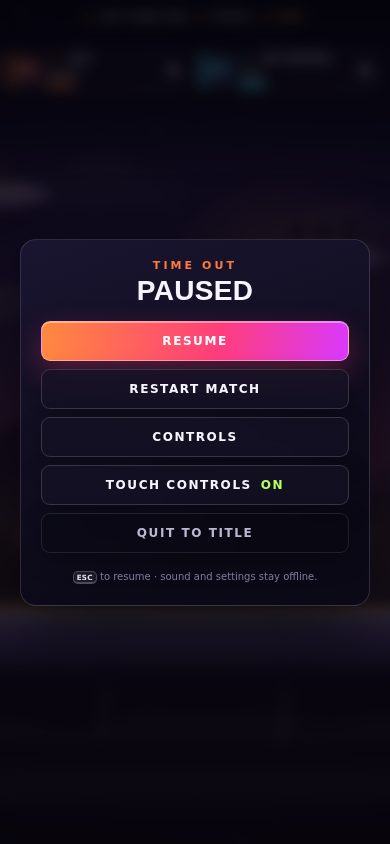 TIME OUT
PAUSED
RESUME
RESTART MATCH
CONTROLS
TOUCH CONTROLS ON
QUIT TO TITLE
ESC to resume · sound and settings stay offline.